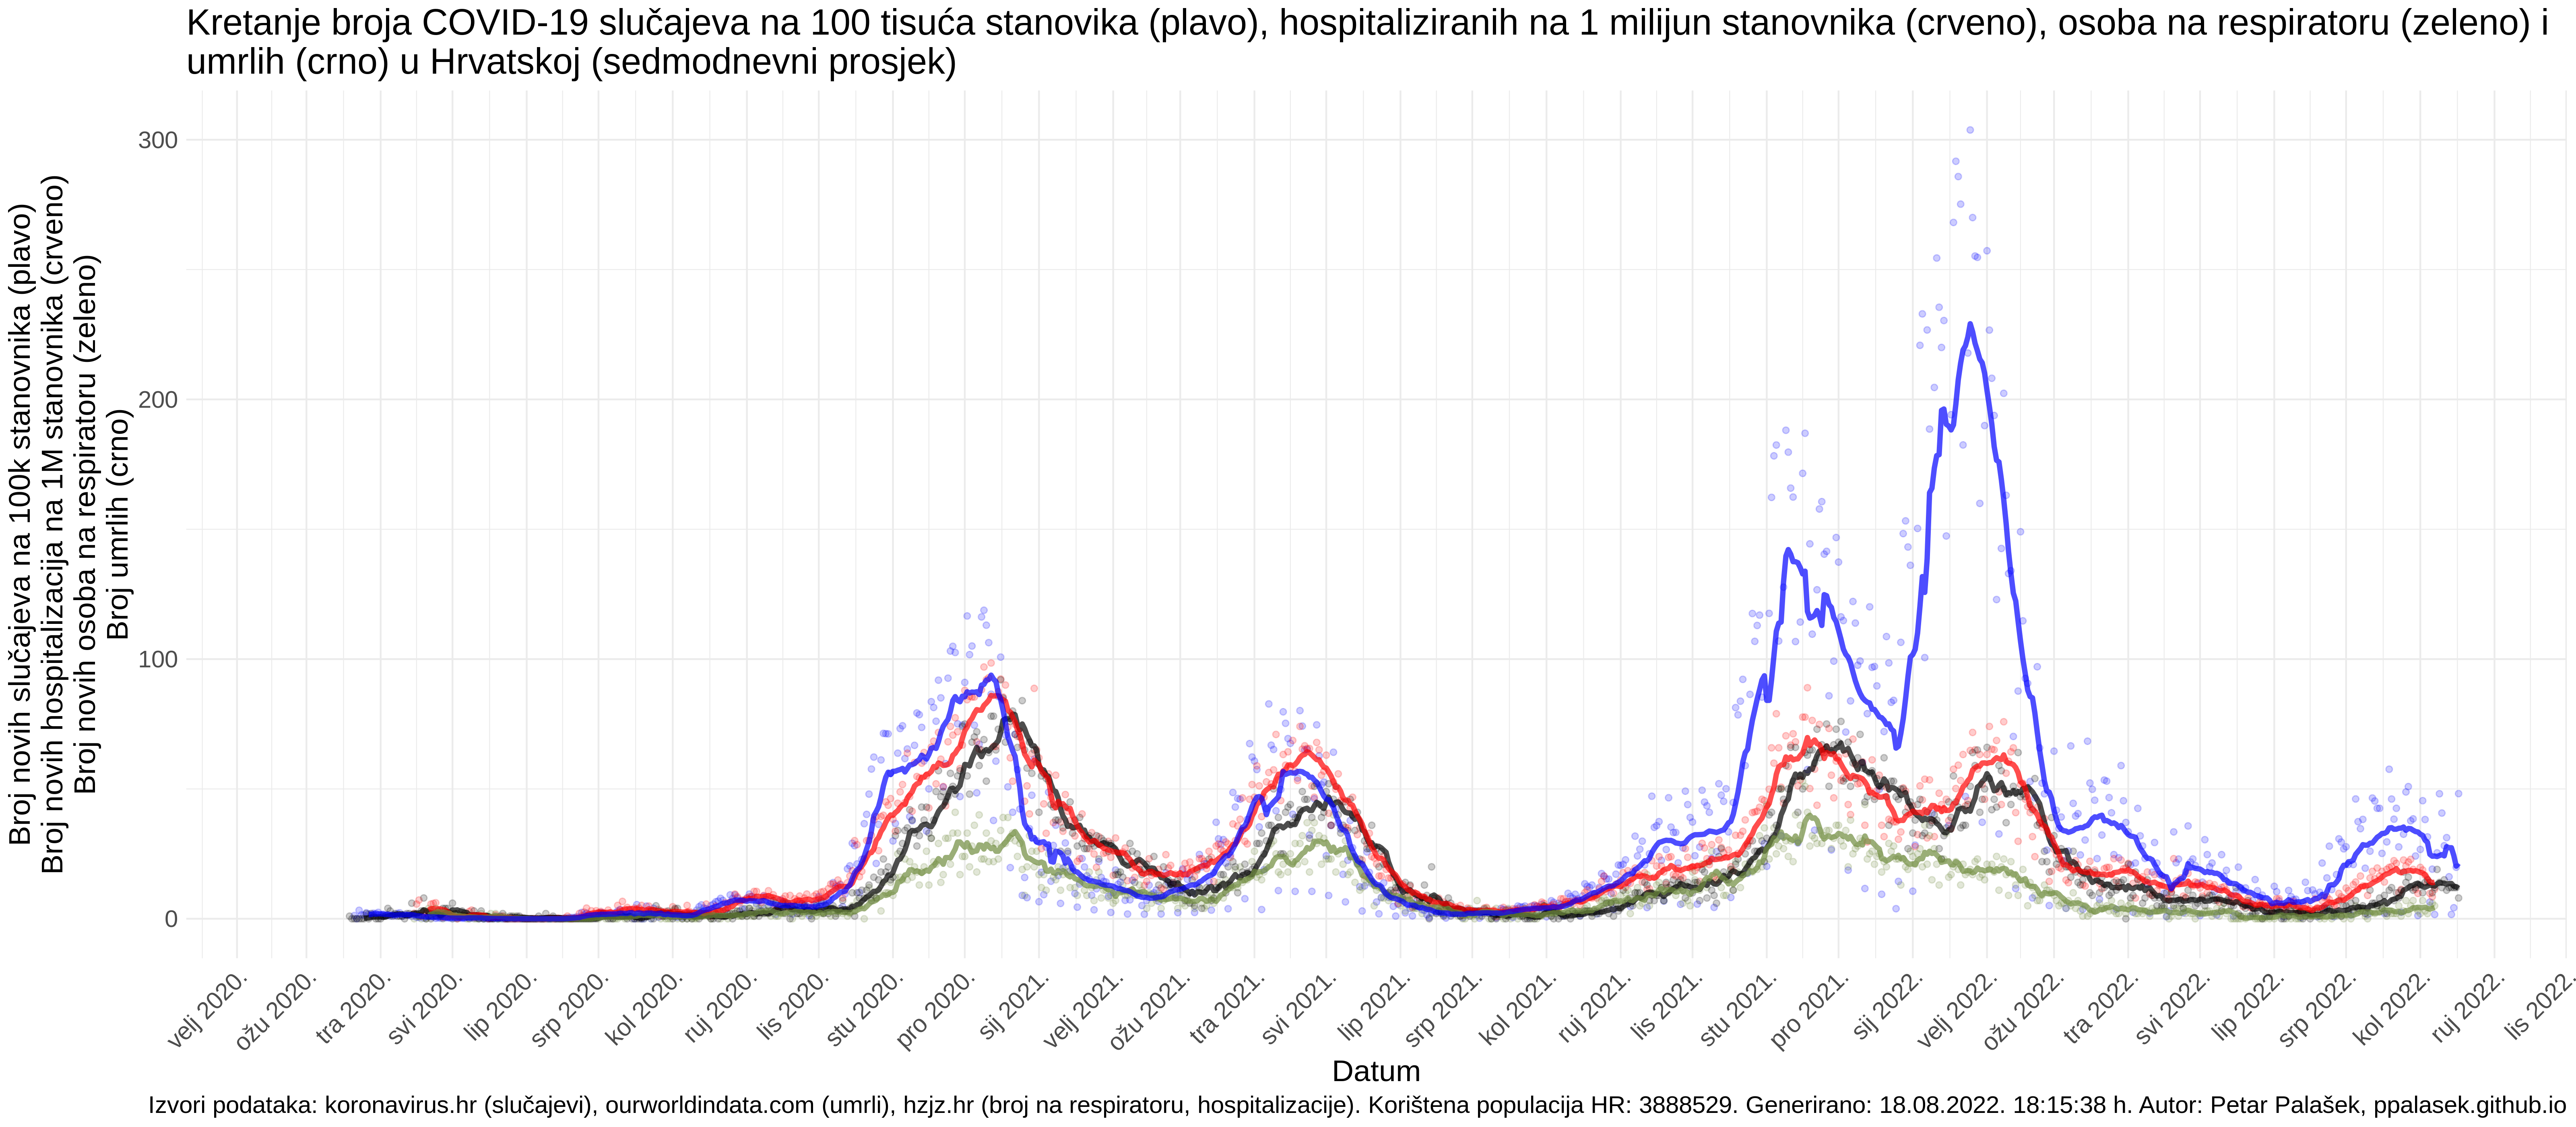 Kretanje broja COVID-19 slučajeva na 100 tisuća stanovika (plavo), hospitaliziranih na 1 milijun stanovnika (crveno), osoba na respiratoru (zeleno) i
umrlih (crno) u Hrvatskoj (sedmodnevni prosjek)
Broj novih slučajeva na 100k stanovnika (plavo)
Broj novih hospitalizacija na 1M stanovnika (crveno)
Broj novih osoba na respiratoru (zeleno)
Broj umrlih (crno)
300
200
100
0
velj 2020.
ožu 2020.
tra 2020.
svi 2020.
lip 2020.
srp 2020.
kol 2020.
ruj 2020.
lis 2020.
stu 2020.
pro 2020.
sij 2021.
velj 2021.
ožu 2021.
tra 2021.
svi 2021.
lip 2021.
srp 2021.
kol 2021.
ruj 2021.
lis 2021.
stu 2021.
pro 2021.
sij 2022.
velj 2022.
ožu 2022.
tra 2022.
svi 2022.
lip 2022.
srp 2022.
kol 2022.
ruj 2022.
lis 2022.
Datum
Izvori podataka: koronavirus.hr (slučajevi), ourworldindata.com (umrli), hzjz.hr (broj na respiratoru, hospitalizacije). Korištena populacija HR: 3888529. Generirano: 18.08.2022. 18:15:38 h. Autor: Petar Palašek, ppalasek.github.io